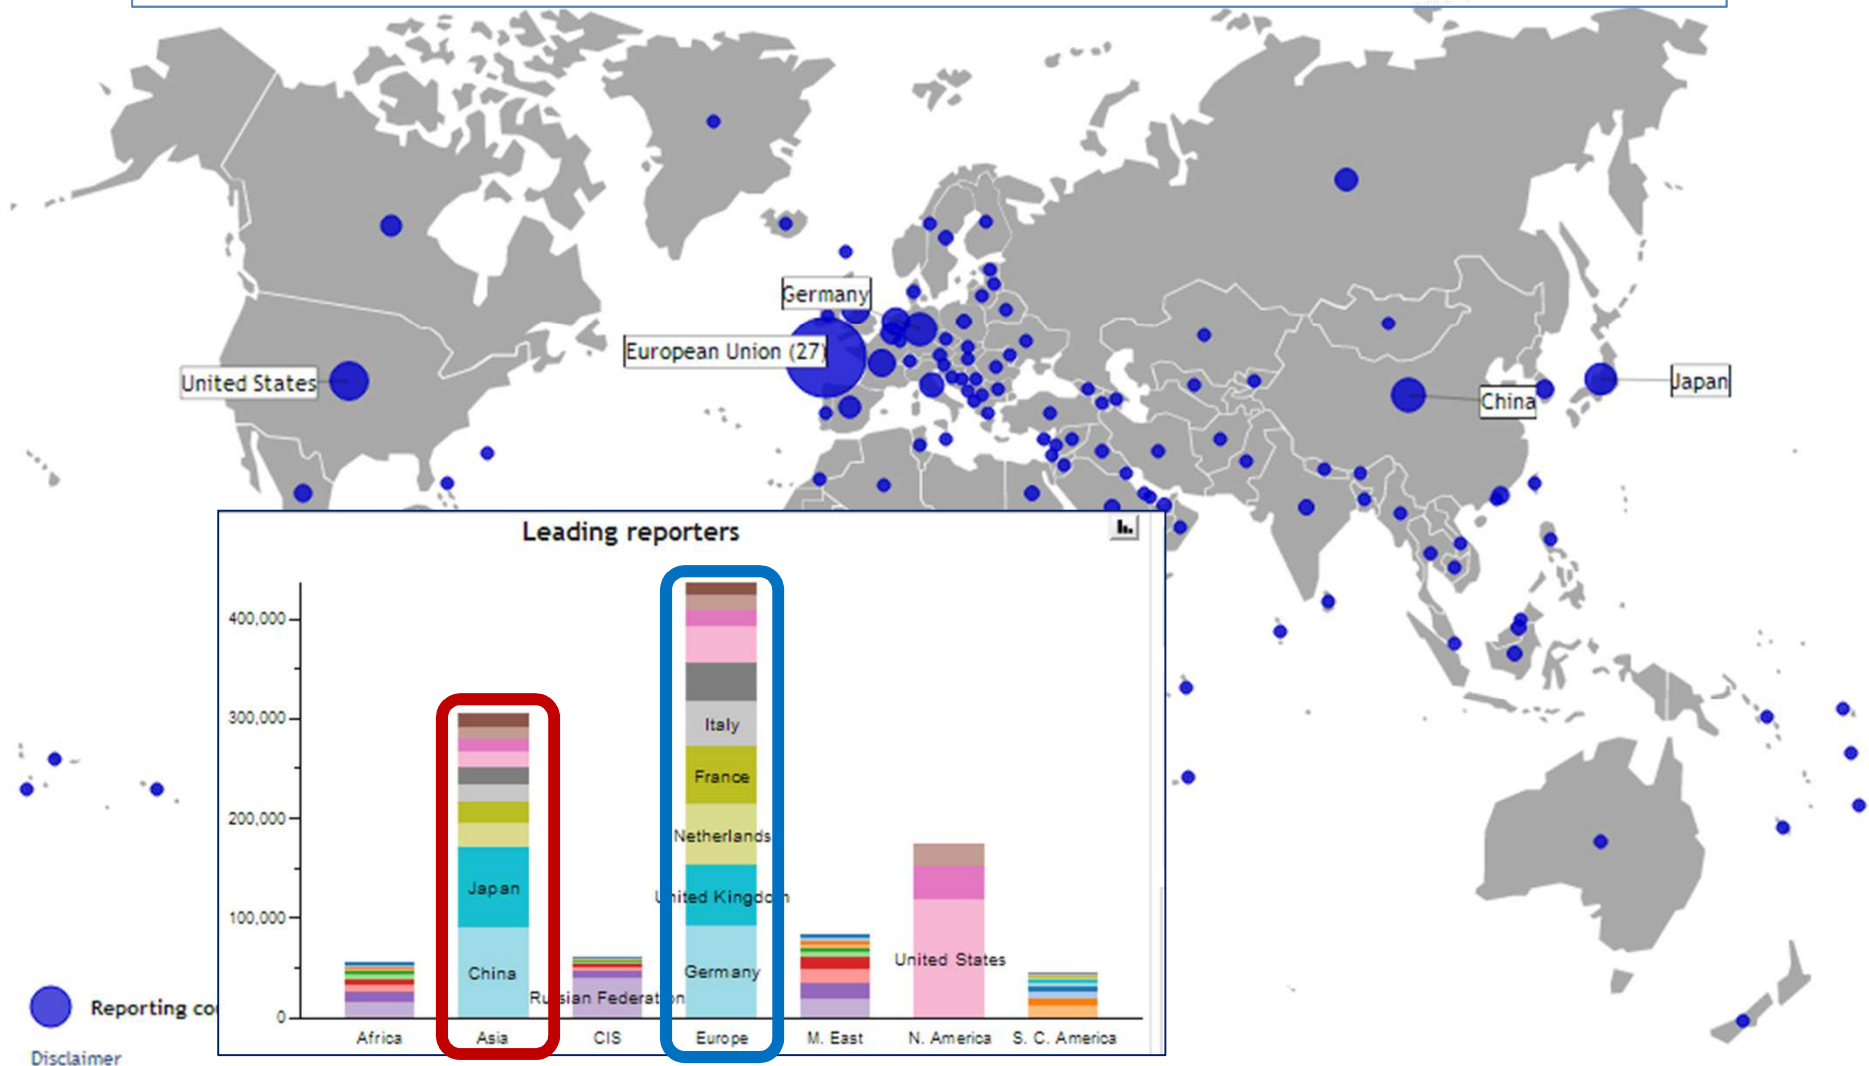 Germany
European Union (27)
United States
Japan
China
Leading reporters
400,000
300,000
200,000
100,000
0
Italy
France
Netherlands
United Kingdom
Germany
Japan
China
Russian Federation
United States
Africa
Asia
CIS
Europe
M. East
N. America
S. C. America
Reporting co
Disclaimer